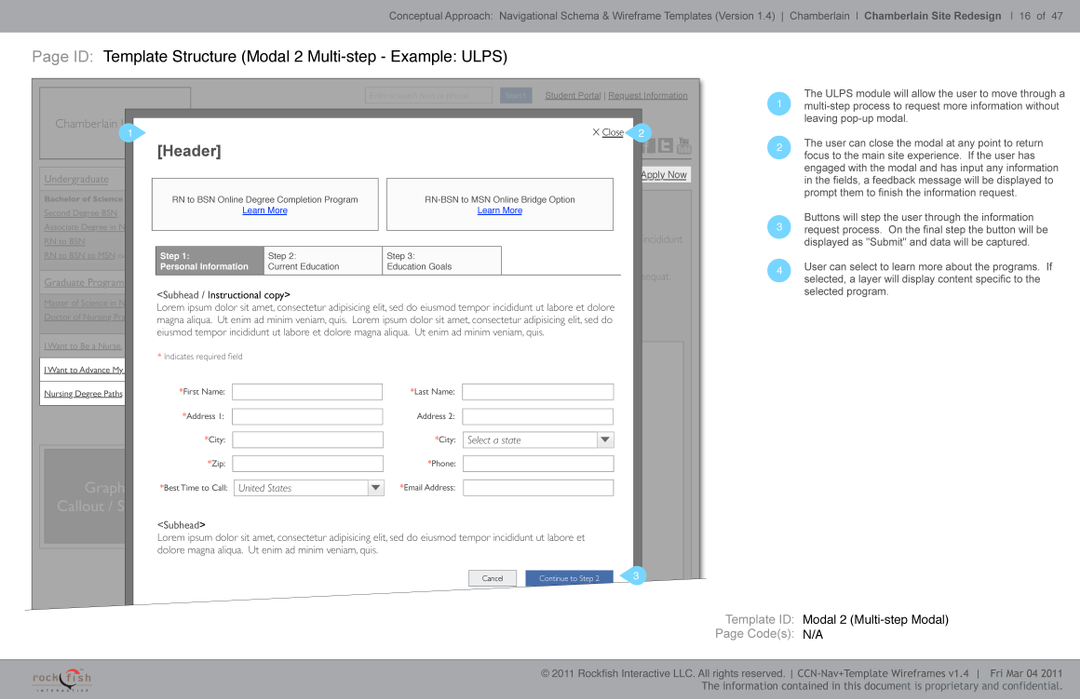 Conceptual Approach: Navigational Schema & Wireframe Templates (Version 1.4) | Chamberlain I Chamberlain Site Redesign I 16 of 47
Page ID: Template Structure (Modal 2 Multi-step - Example: ULPS)
Search
Student Portal | Request Information
Chamberlain
1
X Close
2
[Header]
Apply Now
Undergraduate
Bachelor of Science
Second Degree BSN
Associate Degree in N
RN to BSN
RN to BSN to MSN
Graduate Program
Master of Science in N
Doctor of Nursing Pra
I Want to Be a Nurse
I Want to Advance My
Nursing Degree Paths
Graph
Callout / S
incididunt
equat.
RN to BSN Online Degree Completion Program
Learn More
RN-BSN to MSN Online Bridge Option
Learn More
Step 1:
Personal Information
Step 2:
Current Education
Step 3:
Education Goals
<Subhead / Instructional copy>
Lorem ipsum dolor sit amet, consectetur adipisicing elit, sed do eiusmod tempor incididunt ut labore et dolore
magna aliqua. Ut enim ad minim veniam, quis. Lorem ipsum dolor sit amet, consectetur adipisicing elit, sed do
eiusmod tempor incididunt ut labore et dolore magna aliqua. Ut enim ad minim veniam, quis.
* Indicates required field
*First Name:
*Last Name:
*Address 1:
Address 2:
*City:
*City: Select a state
*Zip:
*Phone:
*Best Time to Call: United States
*Email Address:
<Subhead>
Lorem ipsum dolor sit amet, consectetur adipisicing elit, sed do eiusmod tempor incididunt ut labore et
dolore magna aliqua. Ut enim ad minim veniam, quis.
Cancel
Continue to Step 2
3
1
The ULPS module will allow the user to move through a
multi-step process to request more information without
leaving pop-up modal.
2
The user can close the modal at any point to return
focus to the main site experience. If the user has
engaged with the modal and has input any information
in the fields, a feedback message will be displayed to
prompt them to finish the information request.
3
Buttons will step the user through the information
request process. On the final step the button will be
displayed as "Submit" and data will be captured.
4
User can select to learn more about the programs. If
selected, a layer will display content specific to the
selected program.
Template ID: Modal 2 (Multi-step Modal)
Page Code(s): N/A
rockfish
INTERACTIVE
© 2011 Rockfish Interactive LLC. All rights reserved. | CCN-Nav+Template Wireframes v1.4 | Fri Mar 04 2011
The information contained in this document is proprietary and confidential.